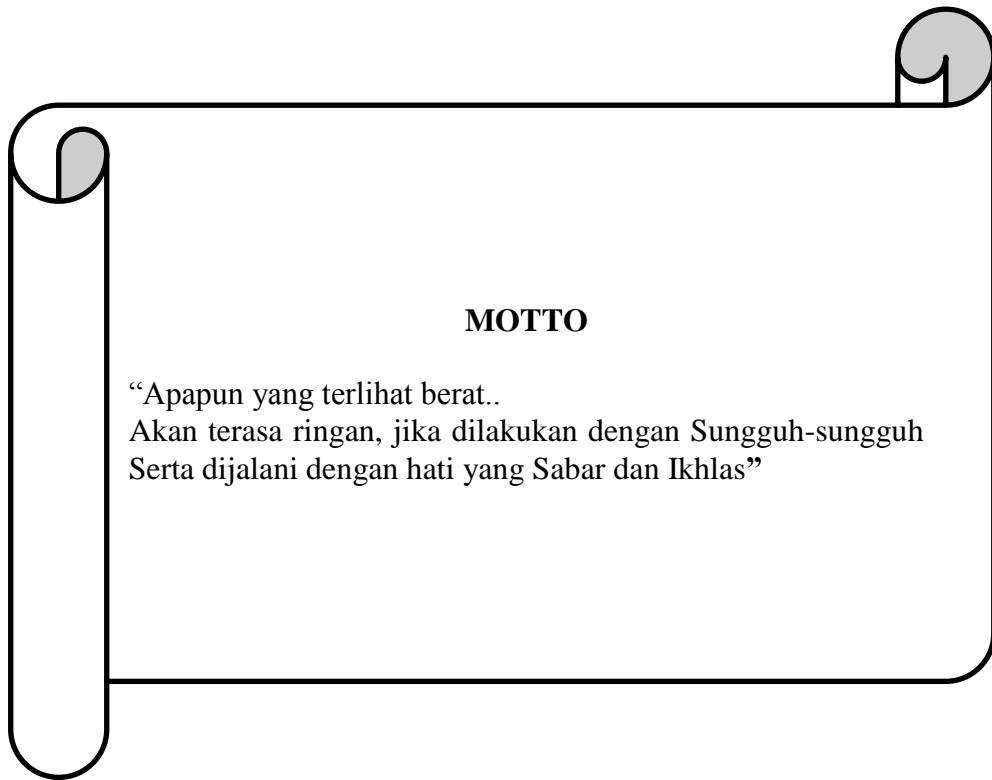 MOTTO
“Apapun yang terlihat berat..
Akan terasa ringan, jika dilakukan dengan Sungguh-sungguh
Serta dijalani dengan hati yang Sabar dan Ikhlas”